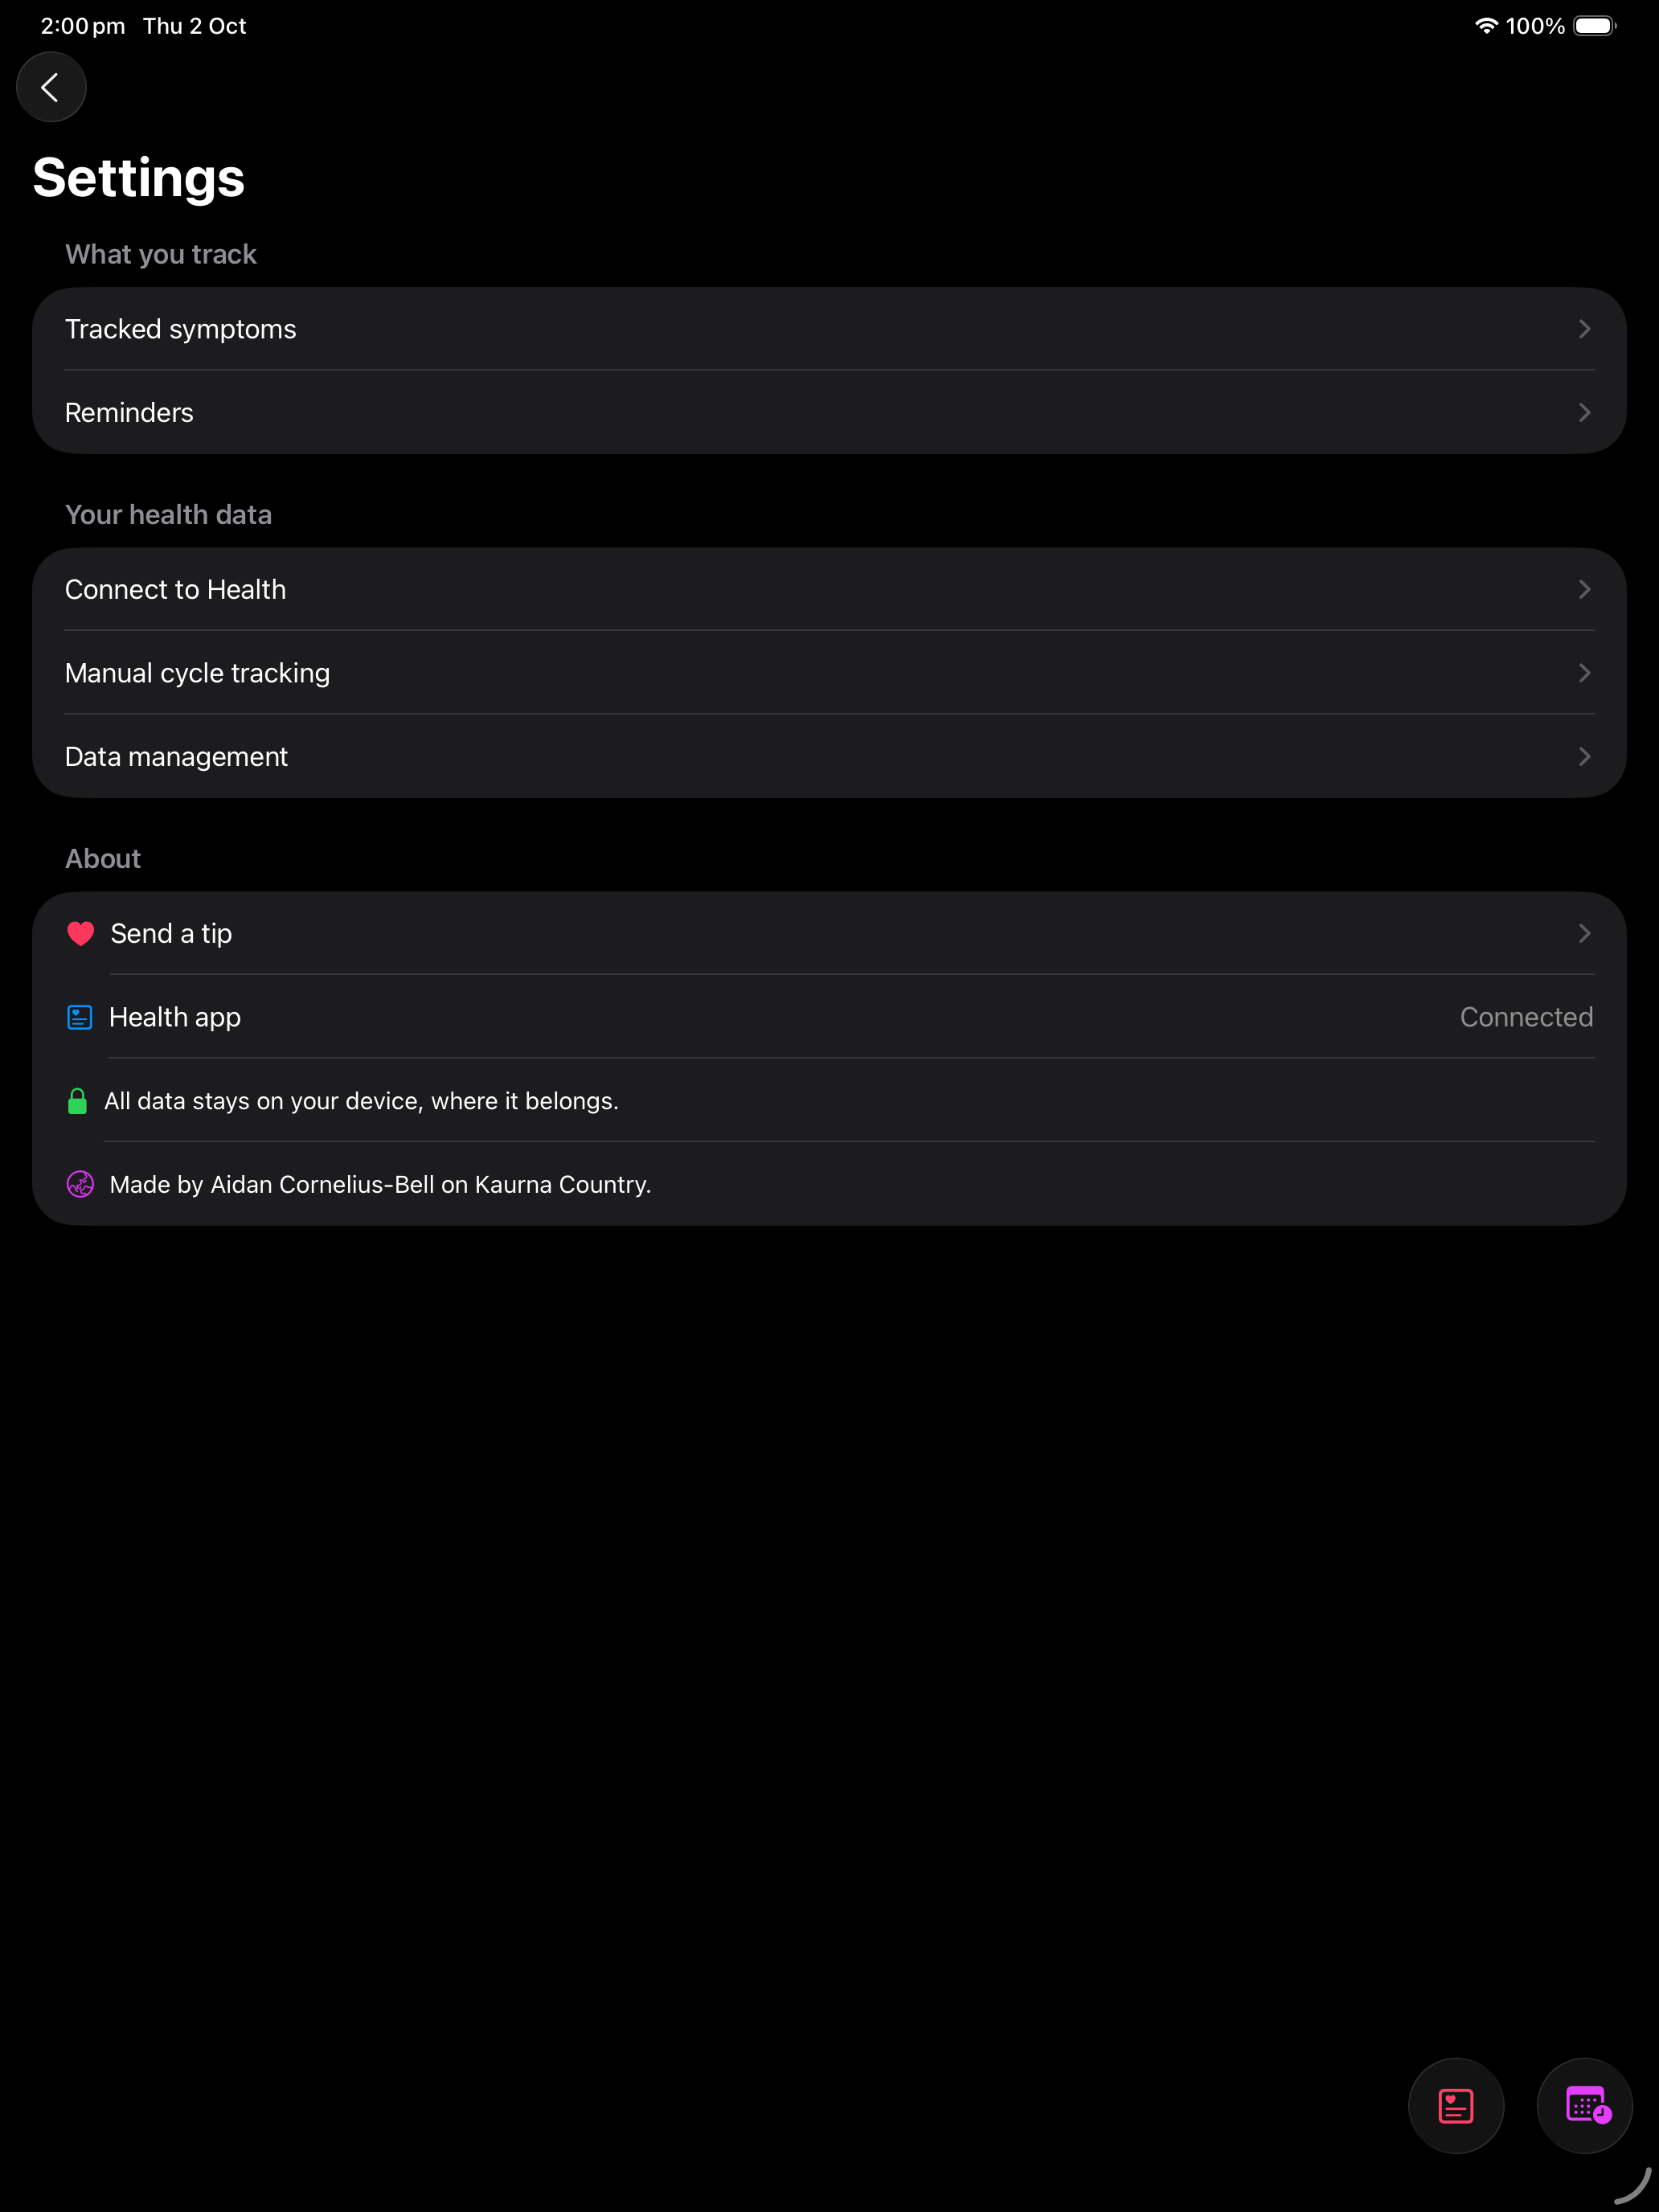 2:00 pm Thu 2 Oct 100%
Settings
What you track
Tracked symptoms
Reminders
Your health data
Connect to Health
Manual cycle tracking
Data management
About
Send a tip
Health app Connected
All data stays on your device, where it belongs.
Made by Aidan Cornelius-Bell on Kaurna Country.